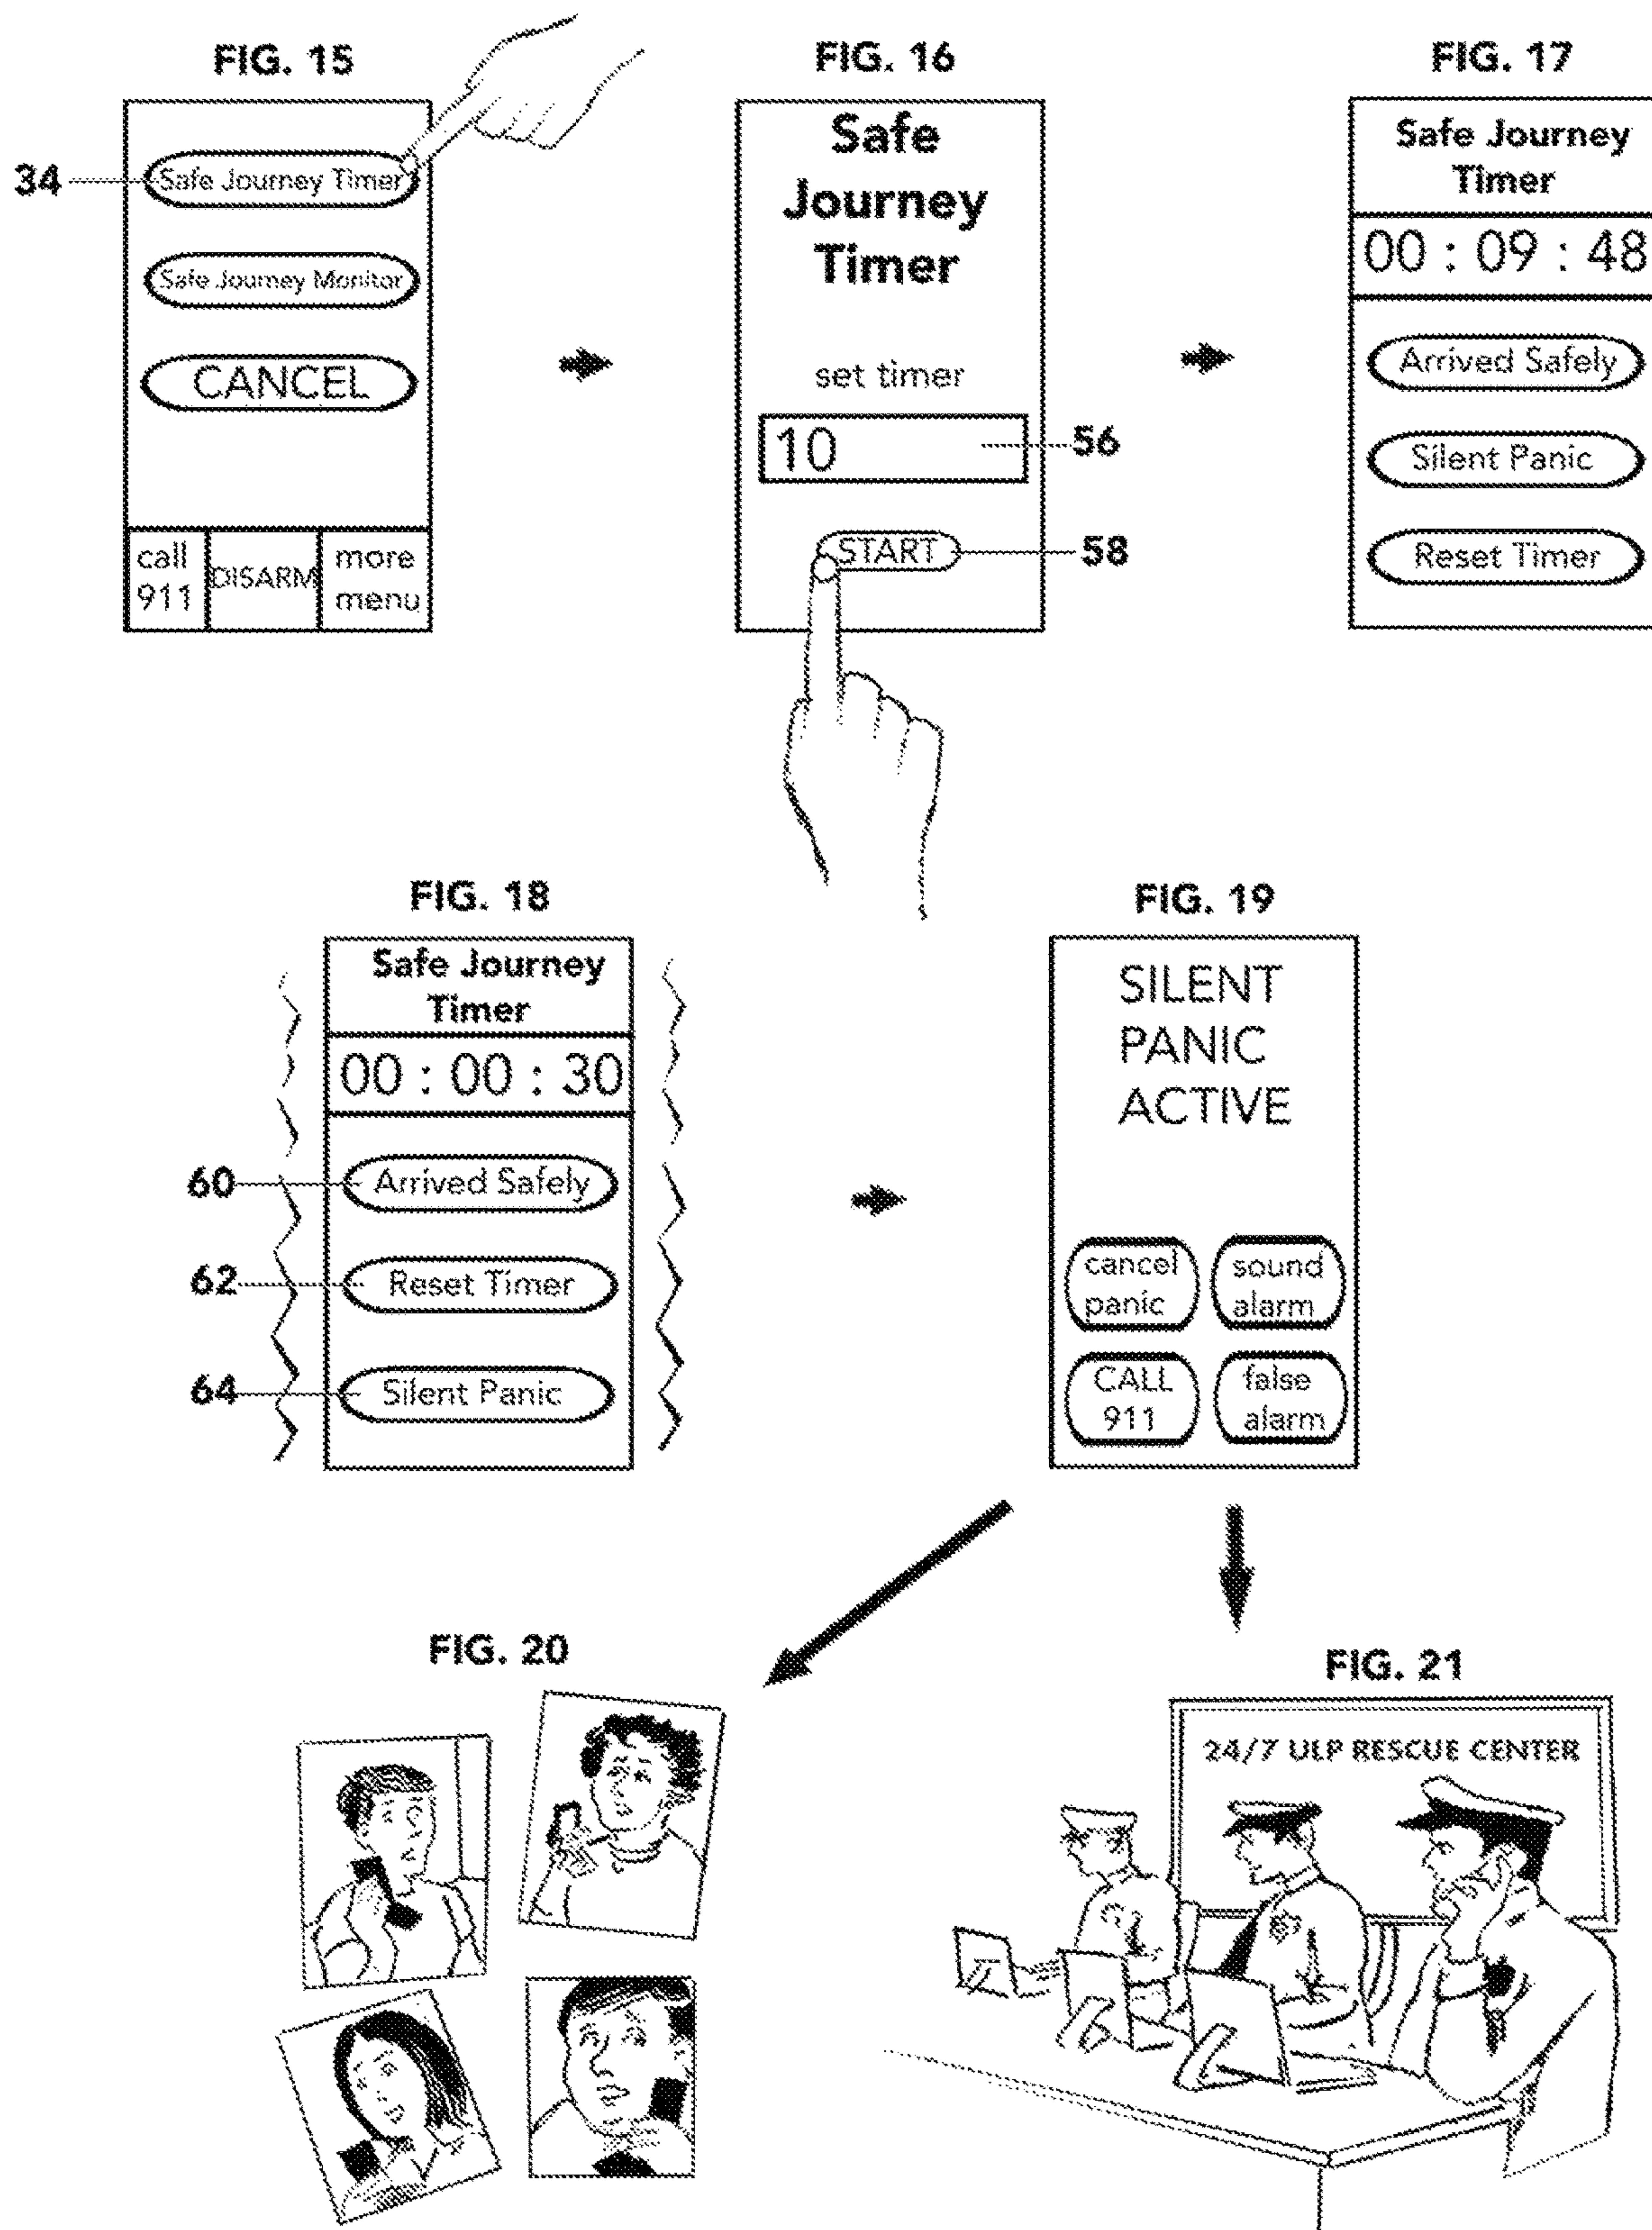 FIG. 15
34
Safe Journey Timer
Safe Journey Monitor
CANCEL
call
911
DISARM
more
menu
FIG. 16
Safe
Journey
Timer
set timer
10
56
START
58
FIG. 17
Safe Journey
Timer
00 : 09 : 48
Arrived Safely
Silent Panic
Reset Timer
FIG. 18
Safe Journey
Timer
00 : 00 : 30
60
Arrived Safely
62
Reset Timer
64
Silent Panic
FIG. 19
SILENT
PANIC
ACTIVE
cancel
panic
sound
alarm
CALL
911
false
alarm
FIG. 20
FIG. 21
24/7 ULP RESCUE CENTER